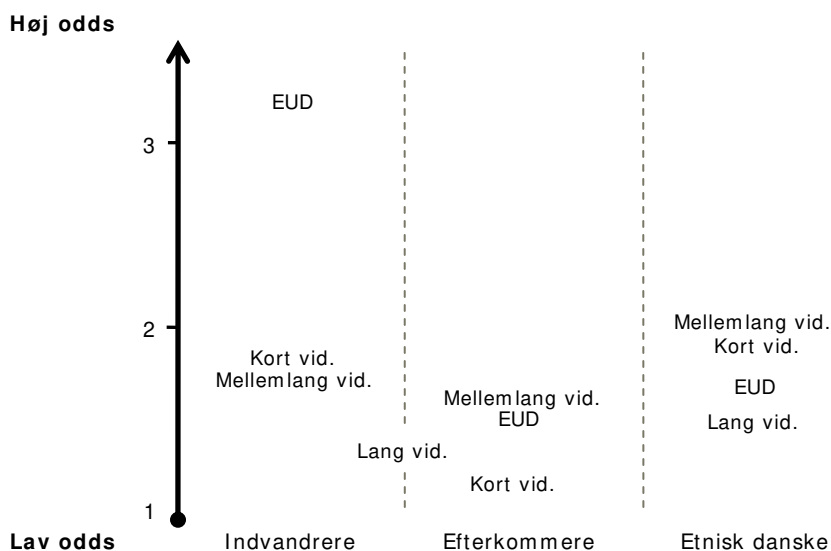 Høj odds
EUD
3
2
Mellemlang vid.
Kort vid.
Kort vid.
Mellemlang vid.
EUD
Mellemlang vid.
EUD
Lang vid.
Lang vid.
Kort vid.
1
Lav odds Indvandrere Efterkommere Etnisk danske